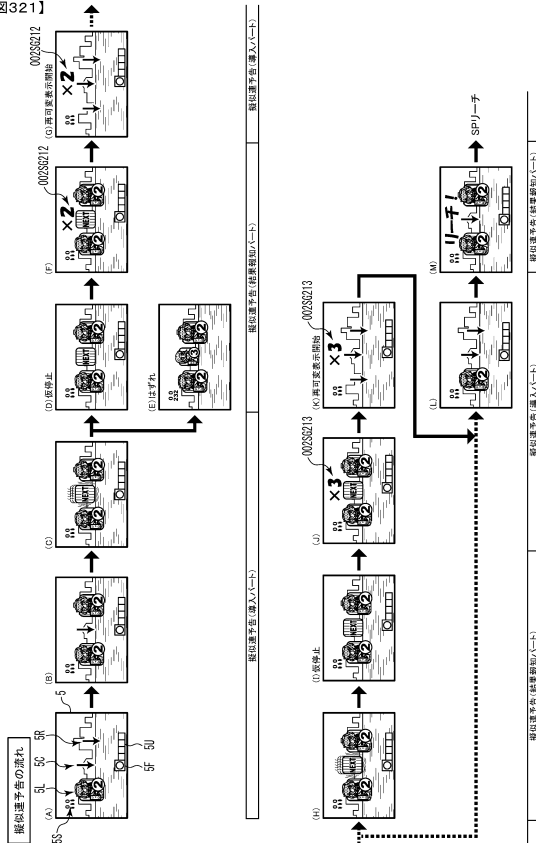 【図321】
擬似連予告の流れ
(A)
5S
5L
5C
5R
5
5F
5U
(B)
(C)
NEXT
(D)仮停止
NEXT
(E)はずれ
232
(F)
NEXT
×2
002SG212
(G)再可変表示開始
×2
002SG212
擬似連予告(導入パート)
擬似連予告(結果報知パート)
擬似連予告(導入パート)
(H)
NEXT
(I)仮停止
NEXT
(J)
NEXT
×3
002SG213
(K)再可変表示開始
×3
002SG213
(L)
(M)
リーチ!
SPリーチ
擬似連予告(結果報知パート)
擬似連予告(導入パート)
擬似連予告(結果報知パート)